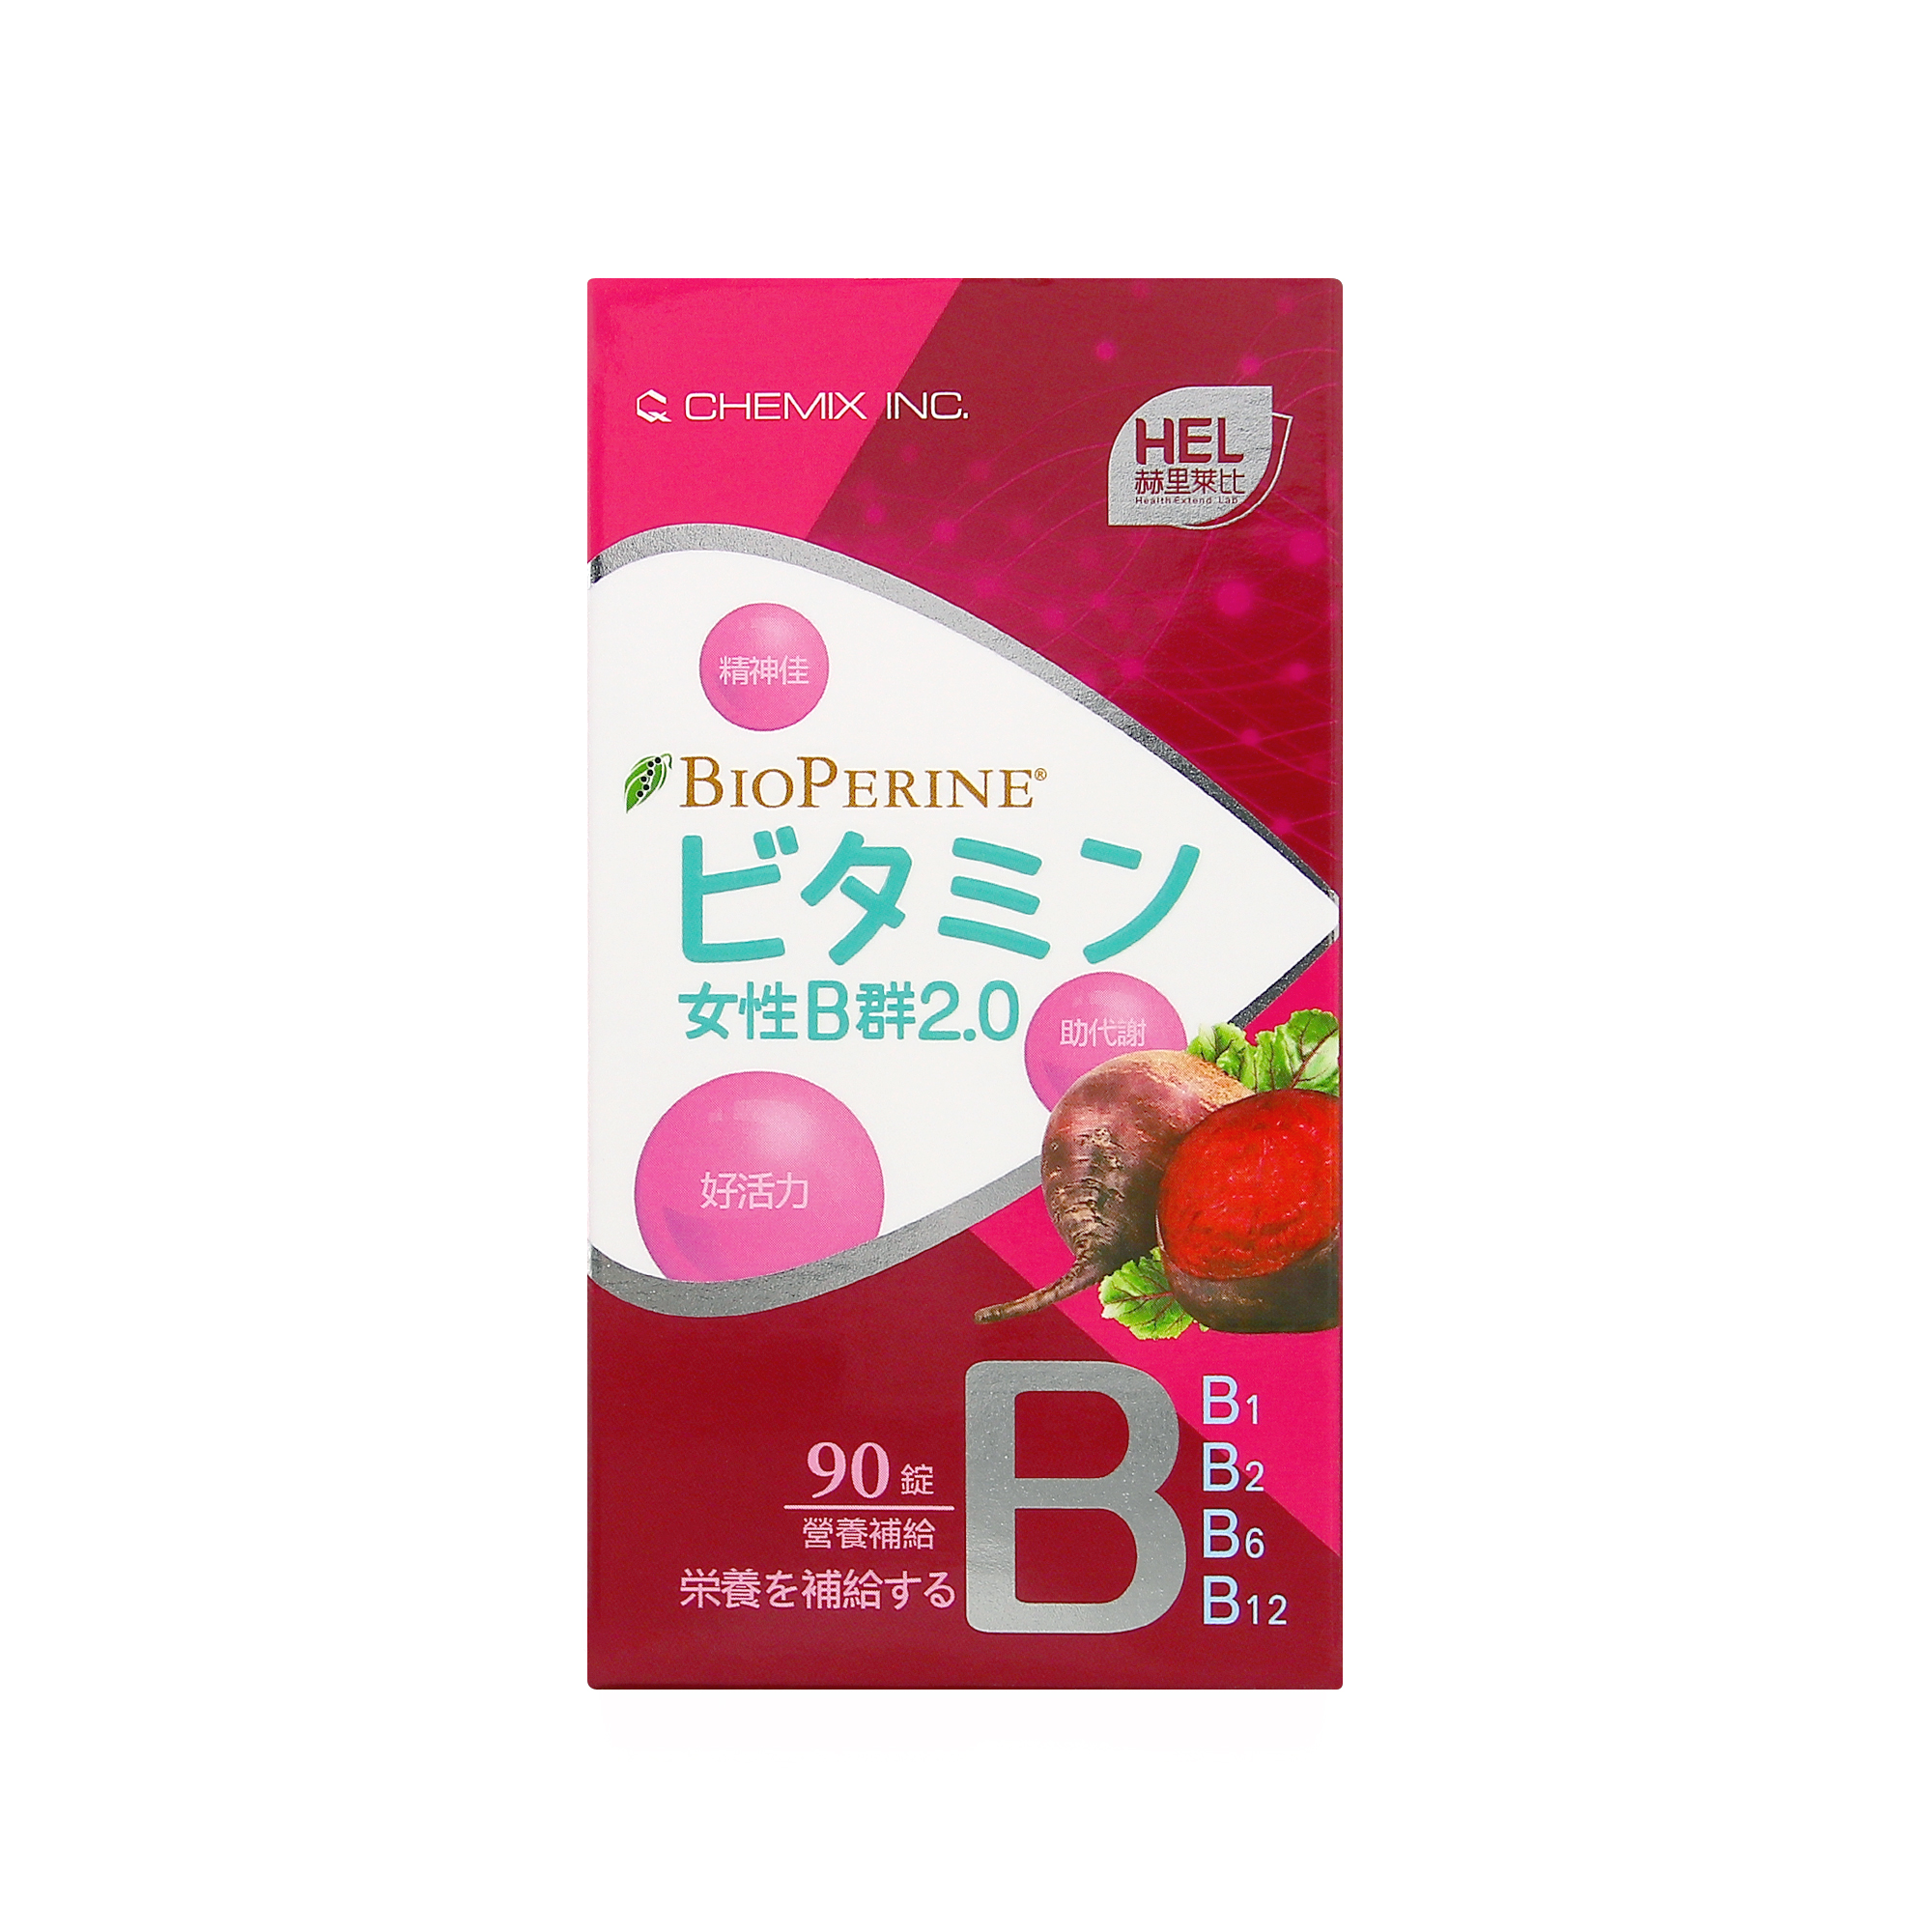 CHEMIX INC.
HEL
赫里萊比
Health Extend Lab
精神佳
BIOPERINE®
ビタミン
女性B群2.0
助代謝
好活力
B
B1
B2
B6
B12
90錠
營養補給
栄養を補給する